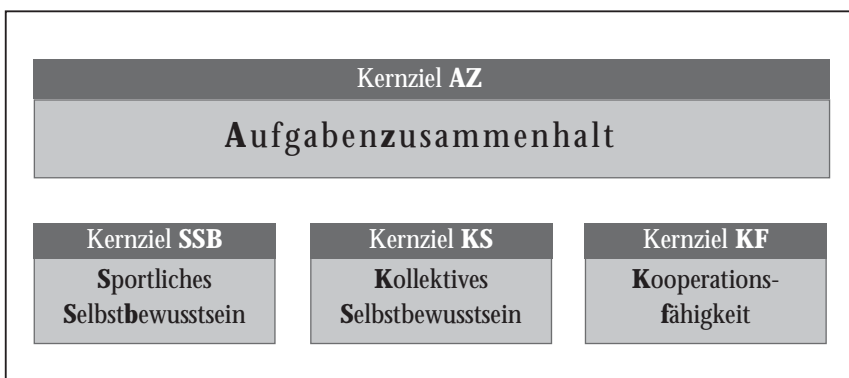 Kernziel AZ
Aufgabenzusammenhalt
Kernziel SSB
Sportliches
Selbstbewusstsein
Kernziel KS
Kollektives
Selbstbewusstsein
Kernziel KF
Kooperations-
fähigkeit